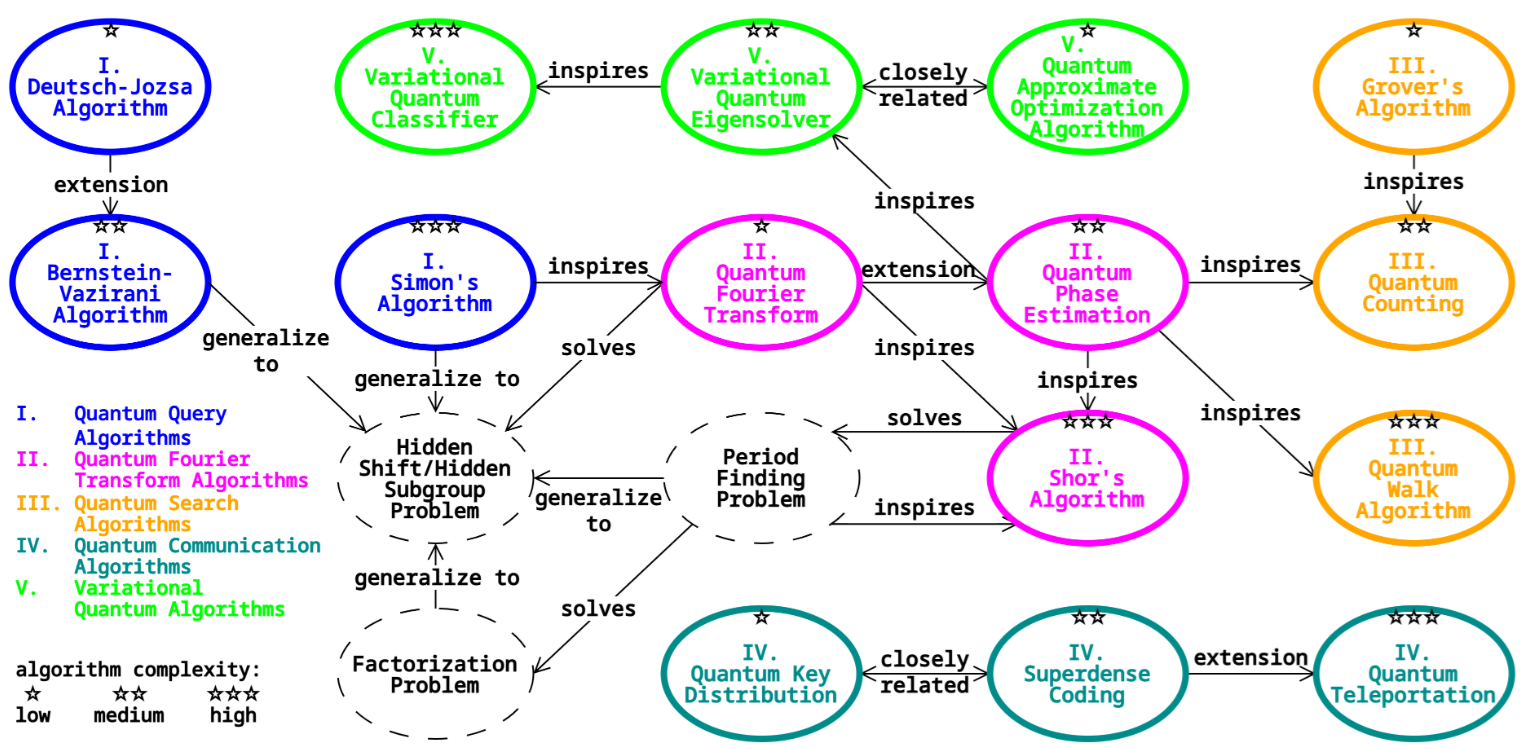 ☆
I.
Deutsch-Jozsa
Algorithm
☆☆☆
V.
Variational
Quantum
Classifier
inspires
☆☆
V.
Variational
Quantum
Eigensolver
closely
related
☆
V.
Quantum
Approximate
Optimization
Algorithm
☆
III.
Grover's
Algorithm
extension
inspires
inspires
☆☆
I.
Bernstein-
Vazirani
Algorithm
☆☆☆
I.
Simon's
Algorithm
inspires
☆
II.
Quantum
Fourier
Transform
extension
☆☆
II.
Quantum
Phase
Estimation
inspires
☆☆
III.
Quantum
Counting
generalize
to
generalize to
solves
inspires
inspires
inspires
Hidden
Shift/Hidden
Subgroup
Problem
generalize
to
Period
Finding
Problem
solves
inspires
☆☆☆
II.
Shor's
Algorithm
☆☆☆
III.
Quantum
Walk
Algorithm
generalize to
solves
Factorization
Problem
☆
IV.
Quantum Key
Distribution
closely
related
☆☆
IV.
Superdense
Coding
extension
☆☆☆
IV.
Quantum
Teleportation
I. Quantum Query
Algorithms
II. Quantum Fourier
Transform Algorithms
III. Quantum Search
Algorithms
IV. Quantum Communication
Algorithms
V. Variational
Quantum Algorithms
algorithm complexity:
☆ ☆☆ ☆☆☆
low medium high